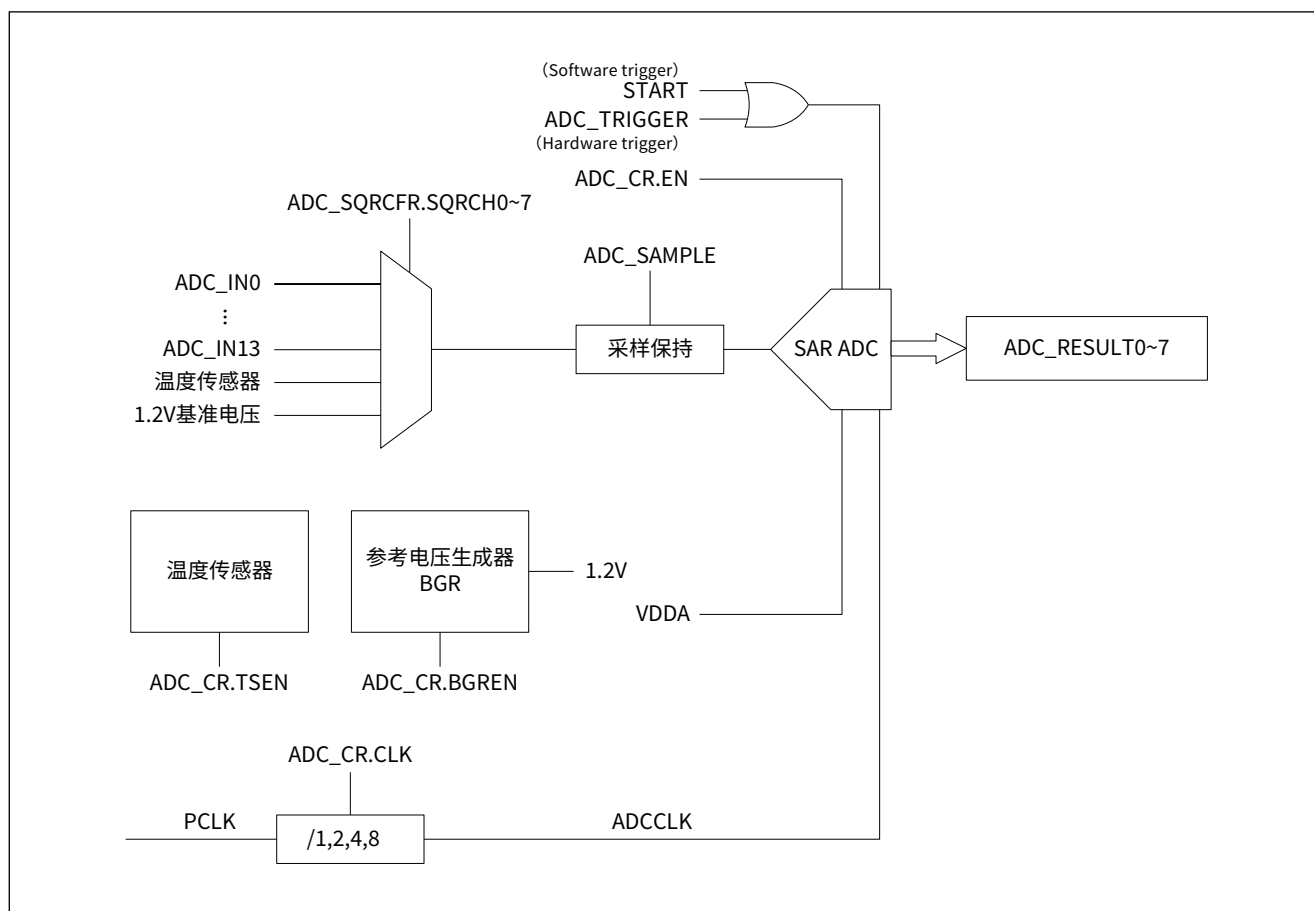 （Software trigger）
START
ADC_TRIGGER
（Hardware trigger）
ADC_CR.EN
ADC_SQRCFR.SQRCH0~7
ADC_SAMPLE
ADC_IN0
⋮
ADC_IN13
温度传感器
1.2V基准电压
采样保持
SAR ADC
ADC_RESULT0~7
温度传感器
参考电压生成器
BGR
1.2V
VDDA
ADC_CR.TSEN
ADC_CR.BGREN
ADC_CR.CLK
PCLK
/1,2,4,8
ADCCLK